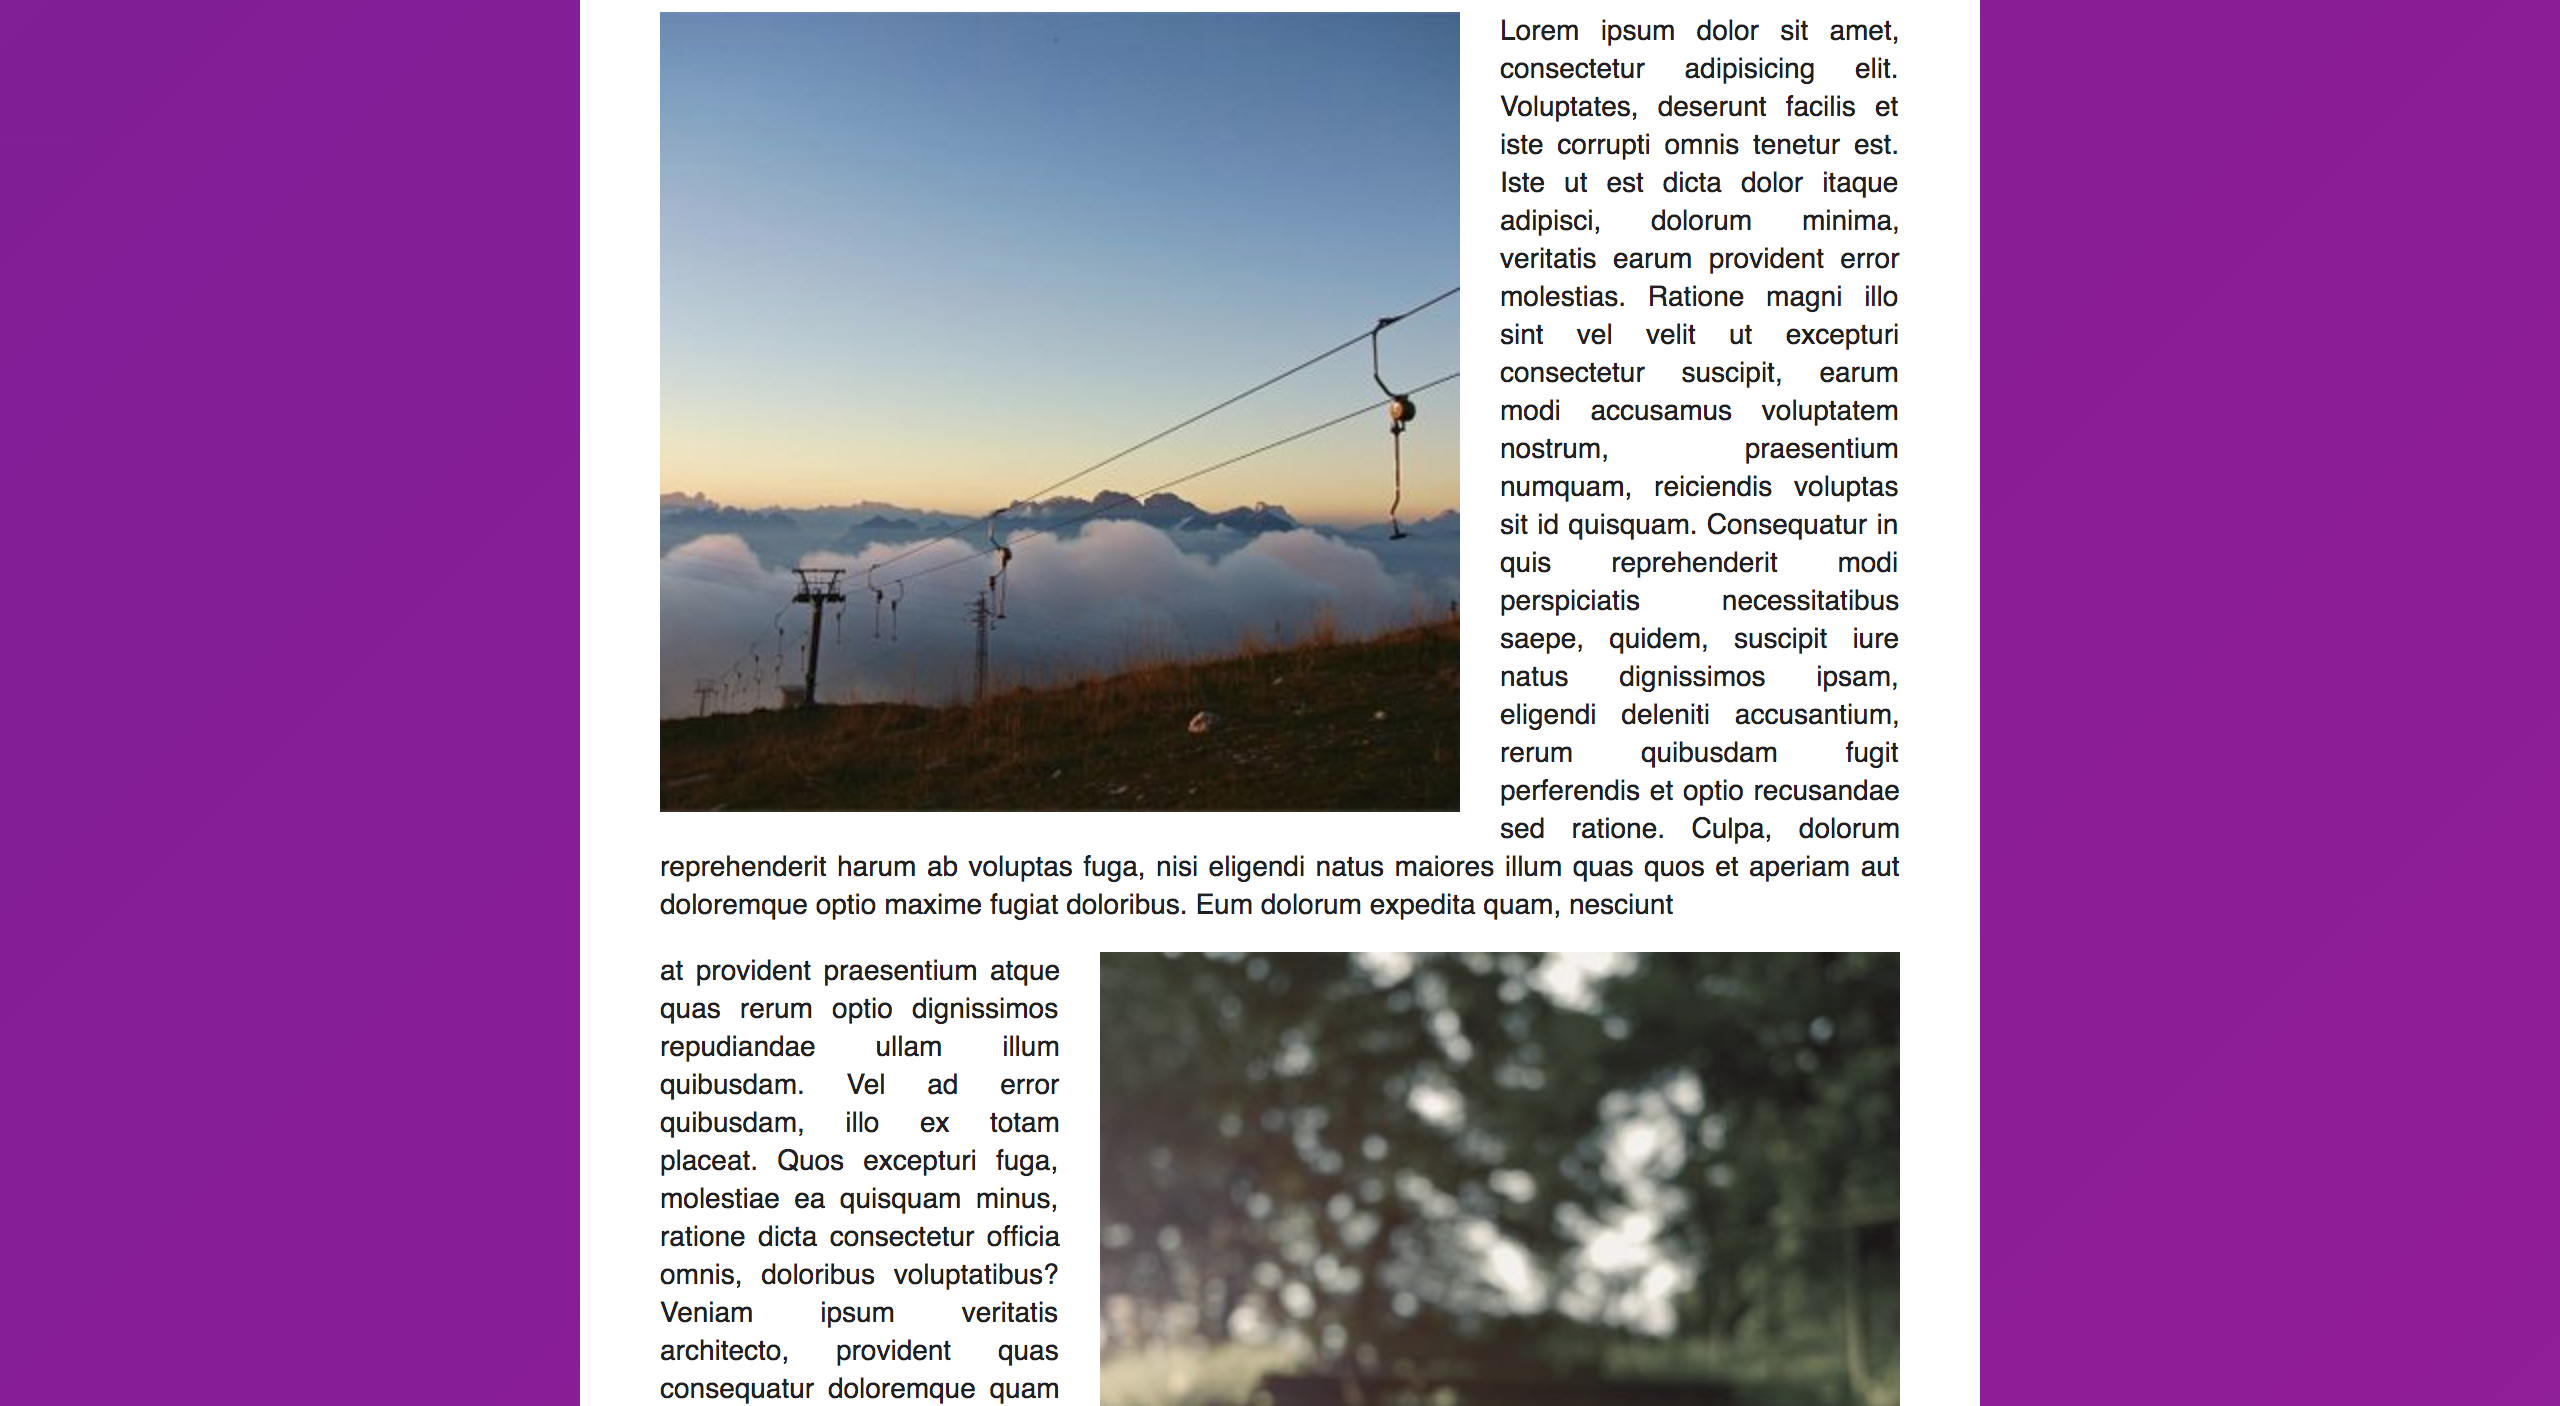 Lorem ipsum dolor sit amet,
consectetur adipisicing elit.
Voluptates, deserunt facilis et
iste corrupti omnis tenetur est.
Iste ut est dicta dolor itaque
adipisci, dolorum minima,
veritatis earum provident error
molestias. Ratione magni illo
sint vel velit ut excepturi
consectetur suscipit, earum
modi accusamus voluptatem
nostrum, praesentium
numquam, reiciendis voluptas
sit id quisquam. Consequatur in
quis reprehenderit modi
perspiciatis necessitatibus
saepe, quidem, suscipit iure
natus dignissimos ipsam,
eligendi deleniti accusantium,
rerum quibusdam fugit
perferendis et optio recusandae
sed ratione. Culpa, dolorum
reprehenderit harum ab voluptas fuga, nisi eligendi natus maiores illum quas quos et aperiam aut
doloremque optio maxime fugiat doloribus. Eum dolorum expedita quam, nesciunt
at provident praesentium atque
quas rerum optio dignissimos
repudiandae ullam illum
quibusdam. Vel ad error
quibusdam, illo ex totam
placeat. Quos excepturi fuga,
molestiae ea quisquam minus,
ratione dicta consectetur officia
omnis, doloribus voluptatibus?
Veniam ipsum veritatis
architecto, provident quas
consequatur doloremque quam